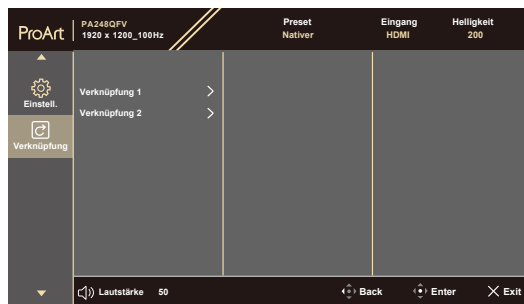 ProArt
PA248QFV
1920 x 1200_100Hz
Preset
Nativer
Eingang
HDMI
Helligkeit
200
Einstell.
Verknüpfung
Verknüpfung 1
Verknüpfung 2
Lautstärke 50
Back
Enter
Exit